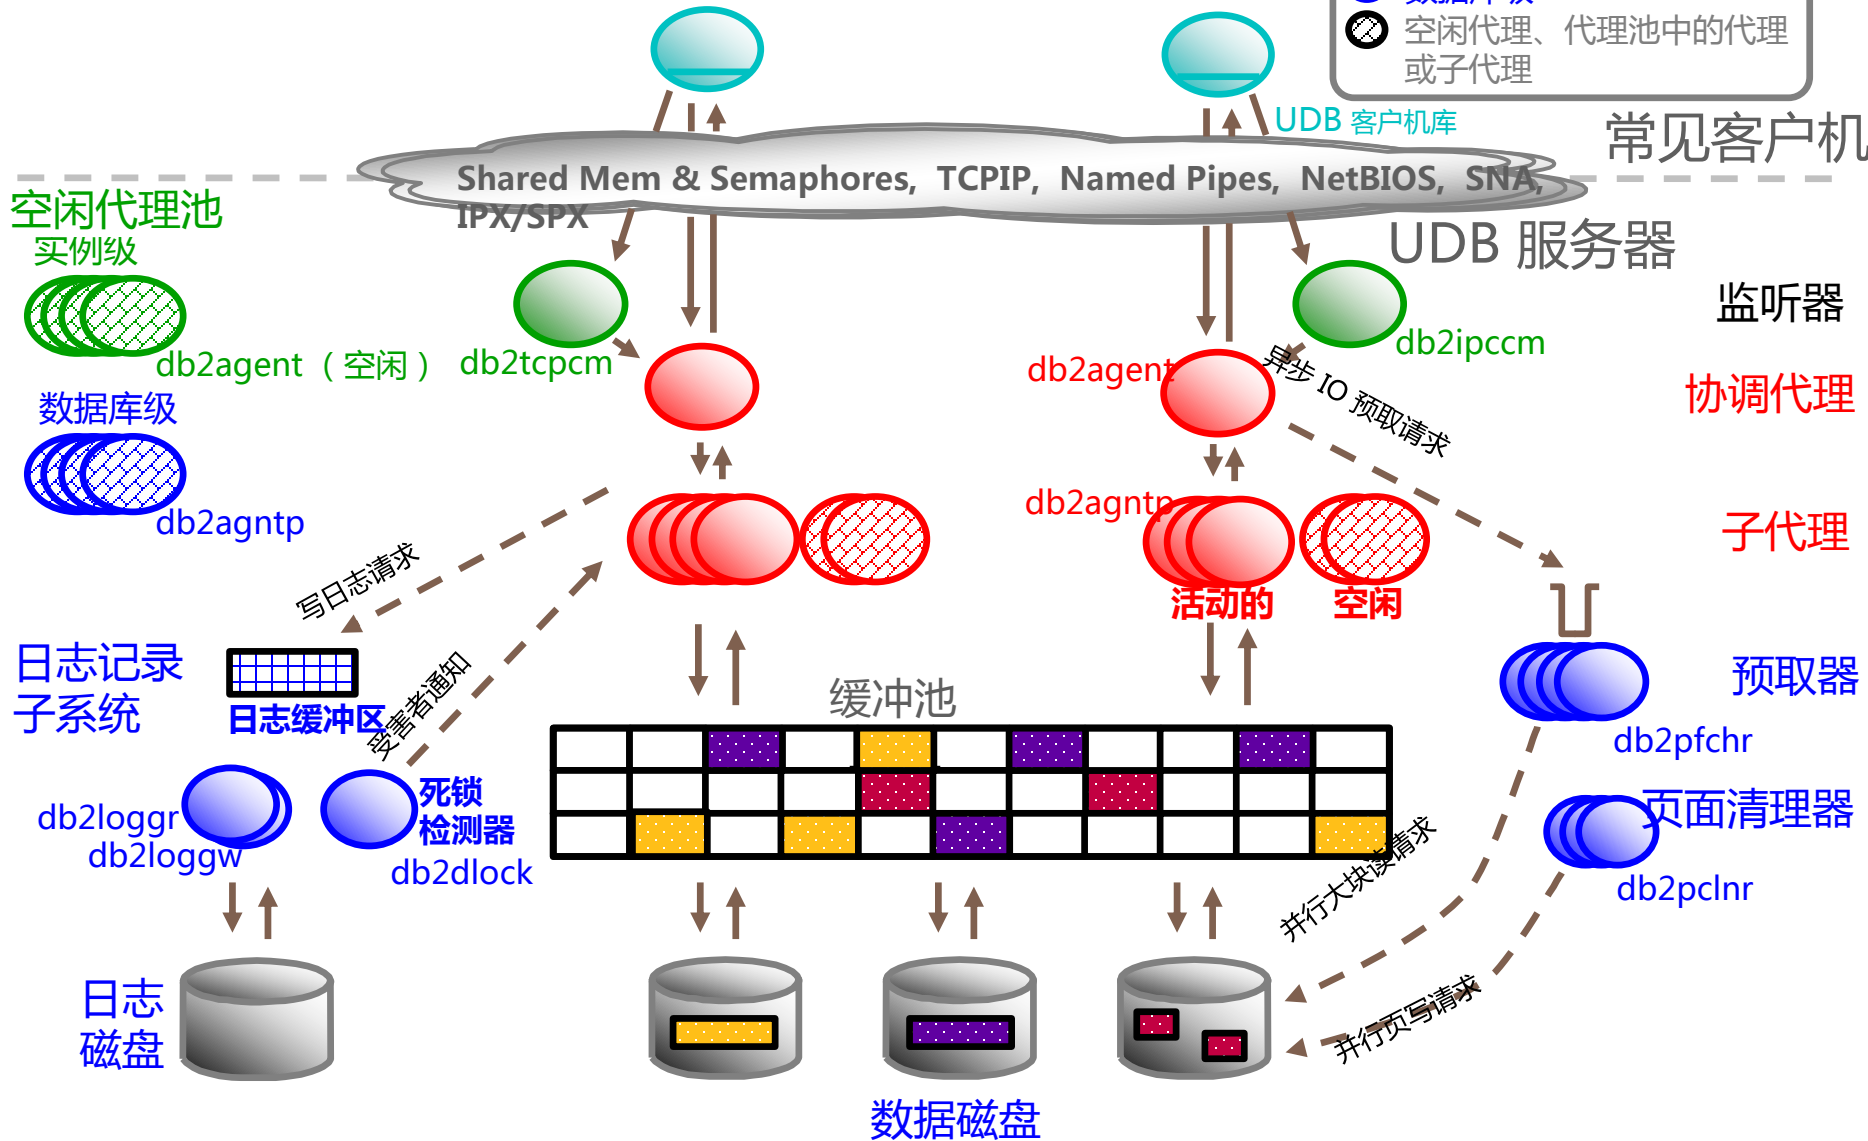 空闲代理、代理池中的代理
或子代理
UDB 客户机库
常见客户机
Shared Mem & Semaphores, TCPIP, Named Pipes, NetBIOS, SNA,
IPX/SPX
UDB 服务器
空闲代理池
实例级
db2agent（空闲）
db2tcpcm
db2ipccm
监听器
数据库级
db2agntp
db2agent
异步 IO 预取请求
协调代理
db2agntp
子代理
活动的
空闲
写日志请求
日志记录
子系统
日志缓冲区
受害者通知
缓冲池
预取器
db2pfchr
db2loggr
db2loggw
死锁
检测器
db2dlock
页面清理器
db2pclnr
并行大块读请求
并行页写请求
日志
磁盘
数据磁盘